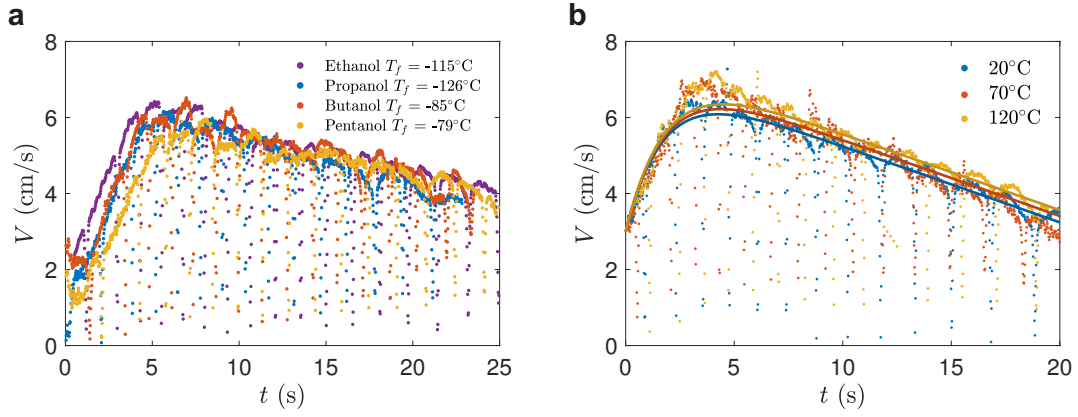 a
8
6
4
2
0
V (cm/s)
0 5 10 15 20 25
t (s)
Ethanol T_f = -115°C
Propanol T_f = -126°C
Butanol T_f = -85°C
Pentanol T_f = -79°C
b
8
6
4
2
0
V (cm/s)
0 5 10 15 20
t (s)
20°C
70°C
120°C